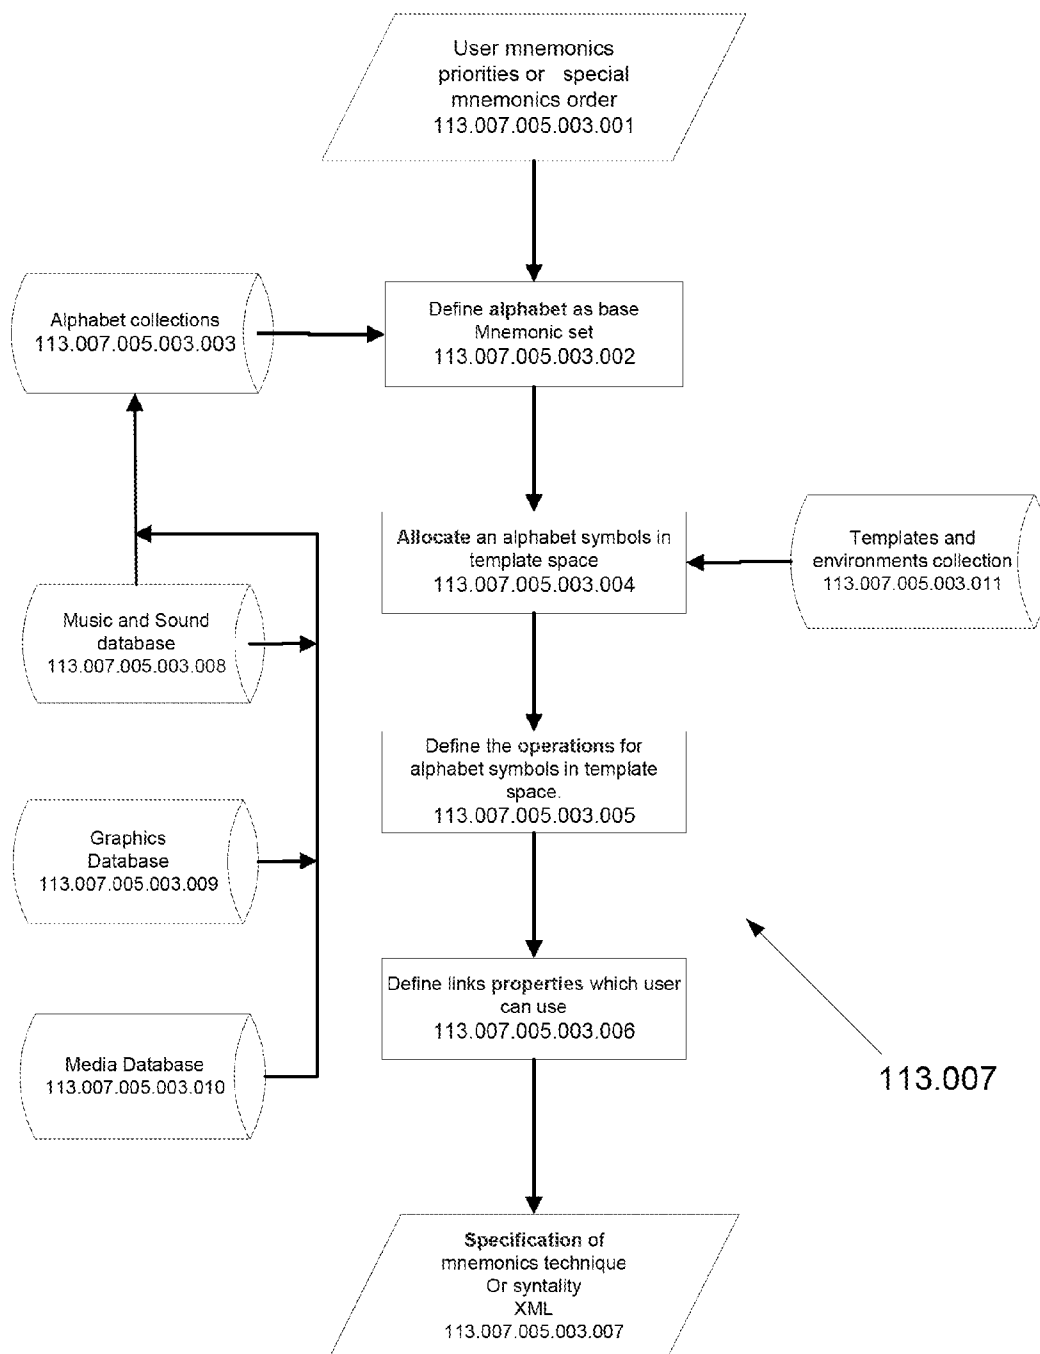 User mnemonics
priorities or special
mnemonics order
113.007.005.003.001
Alphabet collections
113.007.005.003.003
Define alphabet as base
Mnemonic set
113.007.005.003.002
Allocate an alphabet symbols in
template space
113.007.005.003.004
Templates and
environments collection
113.007.005.003.011
Music and Sound
database
113.007.005.003.008
Define the operations for
alphabet symbols in template
space.
113.007.005.003.005
Graphics
Database
113.007.005.003.009
Define links properties which user
can use
113.007.005.003.006
Media Database
113.007.005.003.010
113.007
Specification of
mnemonics technique
Or syntality
XML
113.007.005.003.007